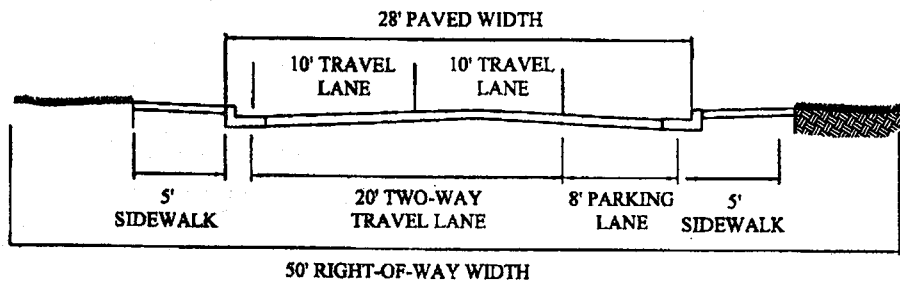 28' PAVED WIDTH
10' TRAVEL
LANE
10' TRAVEL
LANE
5'
SIDEWALK
20' TWO-WAY
TRAVEL LANE
8' PARKING
LANE
5'
SIDEWALK
50' RIGHT-OF-WAY WIDTH